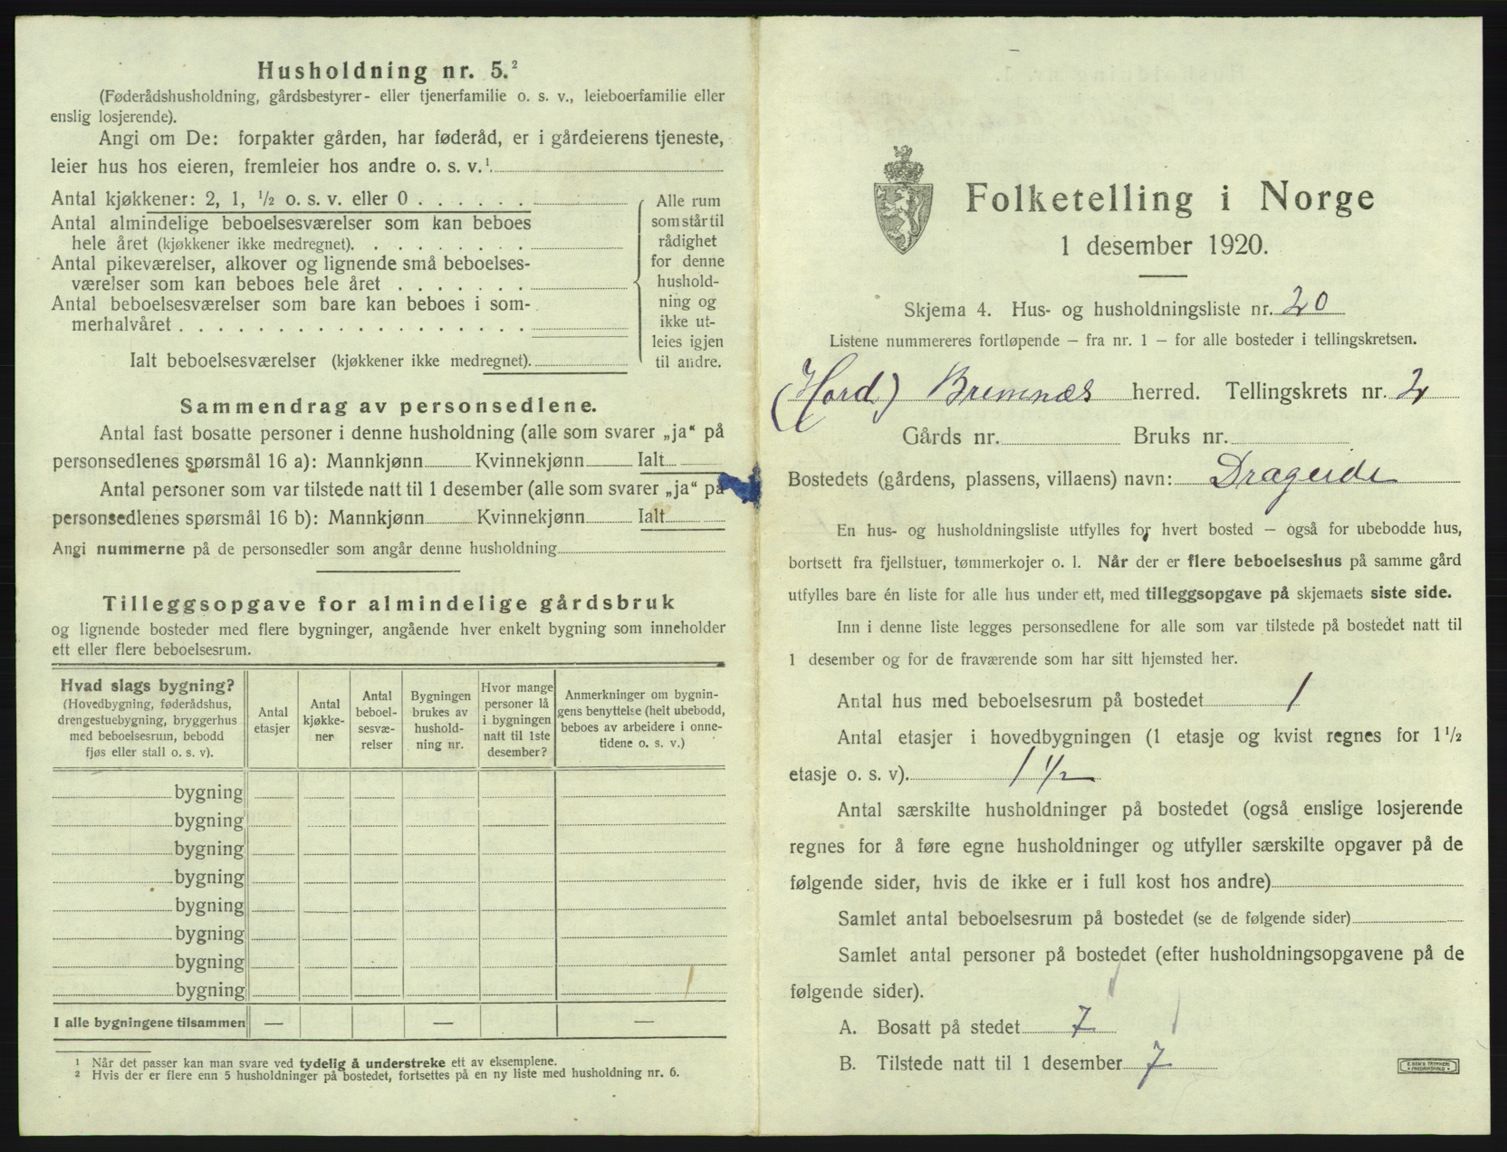 Husholdning nr. 5.²
(Føderådshusholdning, gårdsbestyrer- eller tjenerfamilie o. s. v., leieboerfamilie eller
enslig losjerende).
Angi om De: forpakter gården, har føderåd, er i gårdeierens tjeneste,
leier hus hos eieren, fremleier hos andre o. s. v.¹
Antal kjøkkener: 2, 1, ½ o. s. v. eller 0 . . . . . .
Antal almindelige beboelsesværelser som kan beboes
hele året (kjøkkener ikke medregnet). . . . . . . . .
Antal pikeværelser, alkover og lignende små beboelses-
værelser som kan beboes hele året . . . . . . .
Antal beboelsesværelser som bare kan beboes i som-
merhalvåret . . . . . . . . . . . . . . . . .
Ialt beboelsesværelser (kjøkkener ikke medregnet).
Alle rum
som står til
rådighet
for denne
hushold-
ning og
ikke ut-
leies igjen
til andre.
Sammendrag av personsedlene.
Antal fast bosatte personer i denne husholdning (alle som svarer „ja“ på
personsedlenes spørsmål 16 a): Mannkjønn Kvinnekjønn Ialt
Antal personer som var tilstede natt til 1 desember (alle som svarer „ja“ på
personsedlenes spørsmål 16 b): Mannkjønn Kvinnekjønn Ialt
Angi nummerne på de personsedler som angår denne husholdning
Tilleggsopgave for almindelige gårdsbruk
og lignende bosteder med flere bygninger, angående hver enkelt bygning som inneholder
ett eller flere beboelsesrum.
Hvad slags bygning?
(Hovedbygning, føderådshus,
drengestuebygning, bryggerhus
med beboelsesrum, bebodd
fjøs eller stall o. s. v).
Antal
etasjer
Antal
kjøkke-
ner
Antal
beboel-
sesvæ-
relser
Bygningen
brukes av
hushold-
ning nr.
Hvor mange
personer lå
i bygningen
natt til 1ste
desember?
Anmerkninger om bygnin-
gens benyttelse (helt ubebodd,
beboes av arbeidere i onne-
tidene o. s. v.)
bygning
bygning
bygning
bygning
bygning
bygning
bygning
bygning
I alle bygningene tilsammen — — —
¹ Når det passer kan man svare ved tydelig å understreke ett av eksemplene.
² Hvis der er flere enn 5 husholdninger på bostedet, fortsettes på en ny liste med husholdning nr. 6.
Folketelling i Norge
1 desember 1920.
Skjema 4. Hus- og husholdningsliste nr. 20
Listene nummereres fortløpende — fra nr. 1 — for alle bosteder i tellingskretsen.
(Hord) Bremnæs herred. Tellingskrets nr. 2
Gårds nr. Bruks nr.
Bostedets (gårdens, plassens, villaens) navn: Drageide
En hus- og husholdningsliste utfylles for hvert bosted — også for ubebodde hus,
bortsett fra fjellstuer, tømmerkojer o. l. Når der er flere beboelseshus på samme gård
utfylles bare én liste for alle hus under ett, med tilleggsopgave på skjemaets siste side.
Inn i denne liste legges personsedlene for alle som var tilstede på bostedet natt til
1 desember og for de fraværende som har sitt hjemsted her.
Antal hus med beboelsesrum på bostedet 1
Antal etasjer i hovedbygningen (1 etasje og kvist regnes for 1½
etasje o. s. v). 1½
Antal særskilte husholdninger på bostedet (også enslige losjerende
regnes for å føre egne husholdninger og utfyller særskilte opgaver på de
følgende sider, hvis de ikke er i full kost hos andre)
Samlet antal beboelsesrum på bostedet (se de følgende sider)
Samlet antal personer på bostedet (efter husholdningsopgavene på de
følgende sider).
A. Bosatt på stedet 7
B. Tilstede natt til 1 desember 7